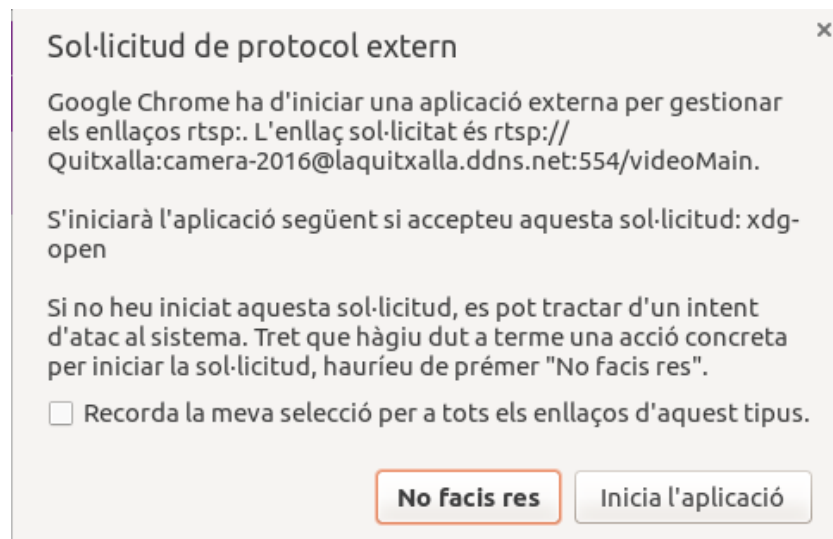 Sol·licitud de protocol extern
Google Chrome ha d'iniciar una aplicació externa per gestionar
els enllaços rtsp:. L'enllaç sol·licitat és rtsp://
Quitxalla:camera-2016@laquitxalla.ddns.net:554/videoMain.
S'iniciarà l'aplicació següent si accepteu aquesta sol·licitud: xdg-
open
Si no heu iniciat aquesta sol·licitud, es pot tractar d'un intent
d'atac al sistema. Tret que hàgiu dut a terme una acció concreta
per iniciar la sol·licitud, hauríeu de prémer "No facis res".
Recorda la meva selecció per a tots els enllaços d'aquest tipus.
No facis res Inicia l'aplicació